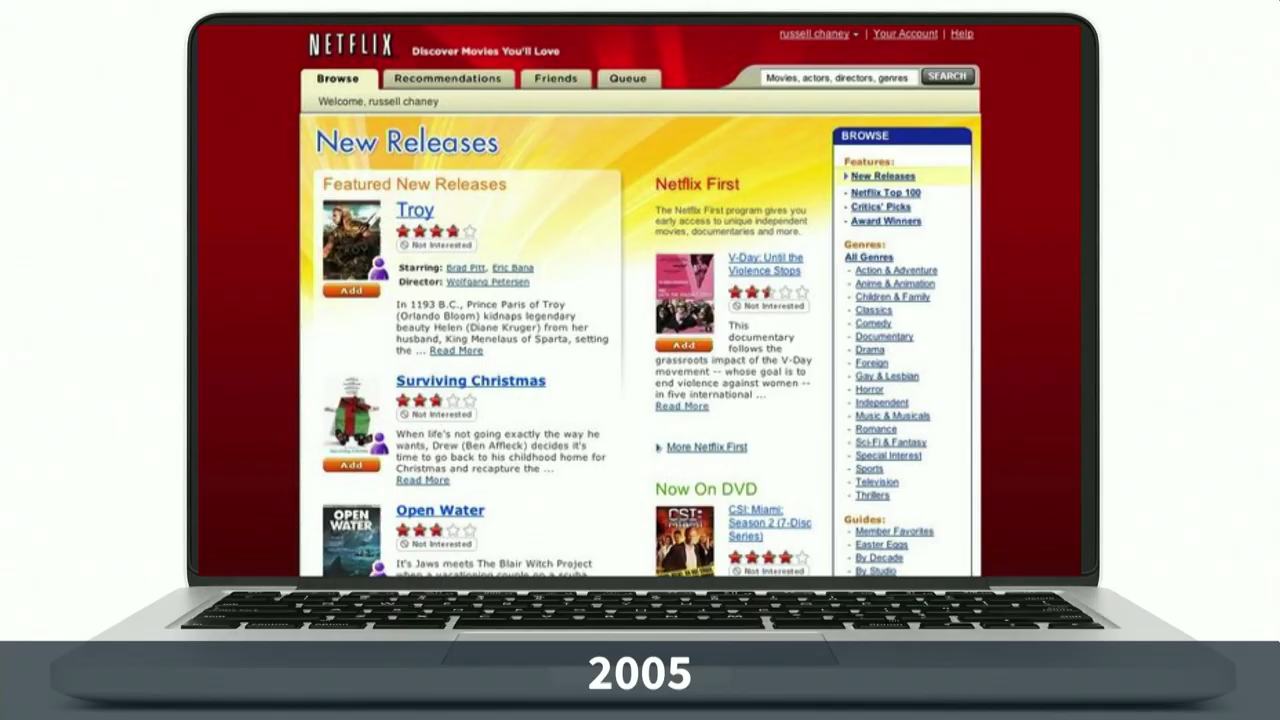 NETFLIX Discover Movies You'll Love
russell chaney | Your Account | Help
Browse Recommendations Friends Queue
Movies, actors, directors, genres SEARCH
Welcome, russell chaney
New Releases
Featured New Releases
Troy
Not Interested
Add
Starring: Brad Pitt, Eric Bana
Director: Wolfgang Petersen
In 1193 B.C., Prince Paris of Troy
(Orlando Bloom) kidnaps legendary
beauty Helen (Diane Kruger) from her
husband, King Menelaus of Sparta, setting
the ... Read More
Surviving Christmas
Not Interested
Add
When life's not going exactly the way he
wants, Drew (Ben Affleck) decides it's
time to go back to his childhood home for
Christmas and recapture the ...
Read More
OPEN
WATER
Open Water
Not Interested
It's Jaws meets The Blair Witch Project
when a vacationing couple on a scuba
Netflix First
The Netflix First program gives you
early access to unique independent
movies, documentaries and more.
V-Day: Until the
Violence Stops
Not Interested
Add
This
documentary
follows the
grassroots impact of the V-Day
movement -- whose goal is to
end violence against women --
in five international ...
Read More
More Netflix First
Now On DVD
CSI:
MIAMI
CSI: Miami:
Season 2 (7-Disc
Series)
Not Interested
BROWSE
Features:
New Releases
- Netflix Top 100
- Critics' Picks
- Award Winners
Genres:
All Genres
- Action & Adventure
- Anime & Animation
- Children & Family
- Classics
- Comedy
- Documentary
- Drama
- Foreign
- Gay & Lesbian
- Horror
- Independent
- Music & Musicals
- Romance
- Sci-Fi & Fantasy
- Special Interest
- Sports
- Television
- Thrillers
Guides:
- Member Favorites
- Easter Eggs
- By Decade
- By Studio
2005